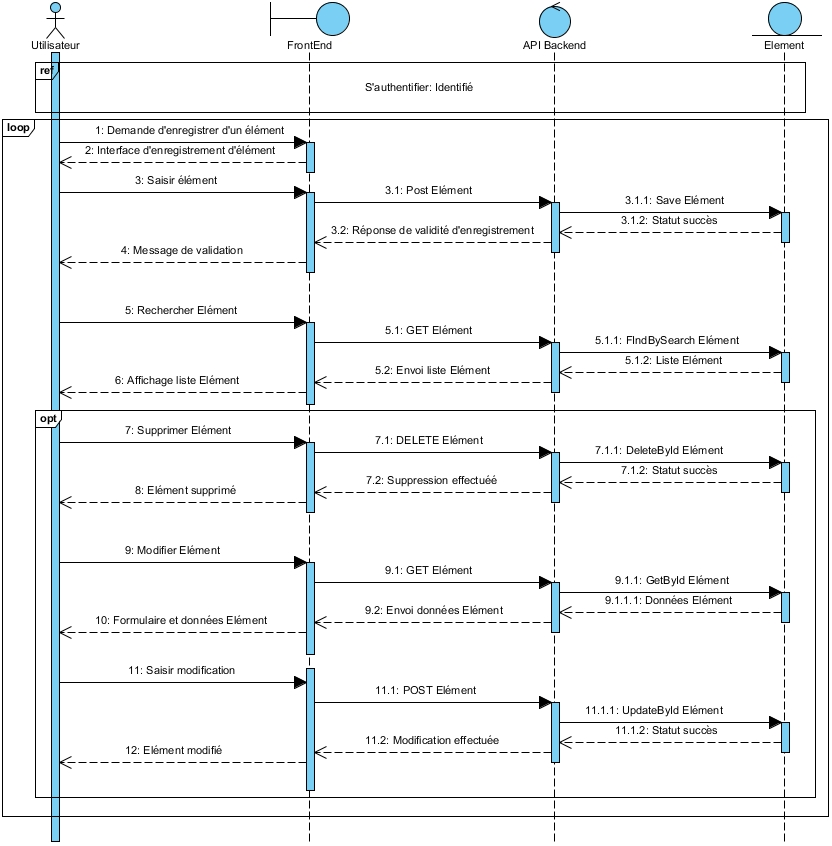 Utilisateur
FrontEnd
API Backend
Element
ref
S'authentifier: Identifié
loop
1: Demande d'enregistrer d'un élément
2: Interface d'enregistrement d'élément
3: Saisir élément
3.1: Post Elément
3.1.1: Save Elément
3.1.2: Statut succès
3.2: Réponse de validité d'enregistrement
4: Message de validation
5: Rechercher Elément
5.1: GET Elément
5.1.1: FIndBySearch Elément
5.1.2: Liste Elément
5.2: Envoi liste Elément
6: Affichage liste Elément
opt
7: Supprimer Elément
7.1: DELETE Elément
7.1.1: DeleteById Elément
7.1.2: Statut succès
7.2: Suppression effectuéé
8: Elément supprimé
9: Modifier Elément
9.1: GET Elément
9.1.1: GetById Elément
9.1.1.1: Données Elément
9.2: Envoi données Elément
10: Formulaire et données Elément
11: Saisir modification
11.1: POST Elément
11.1.1: UpdateById Elément
11.1.2: Statut succès
11.2: Modification effectuée
12: Elément modifié